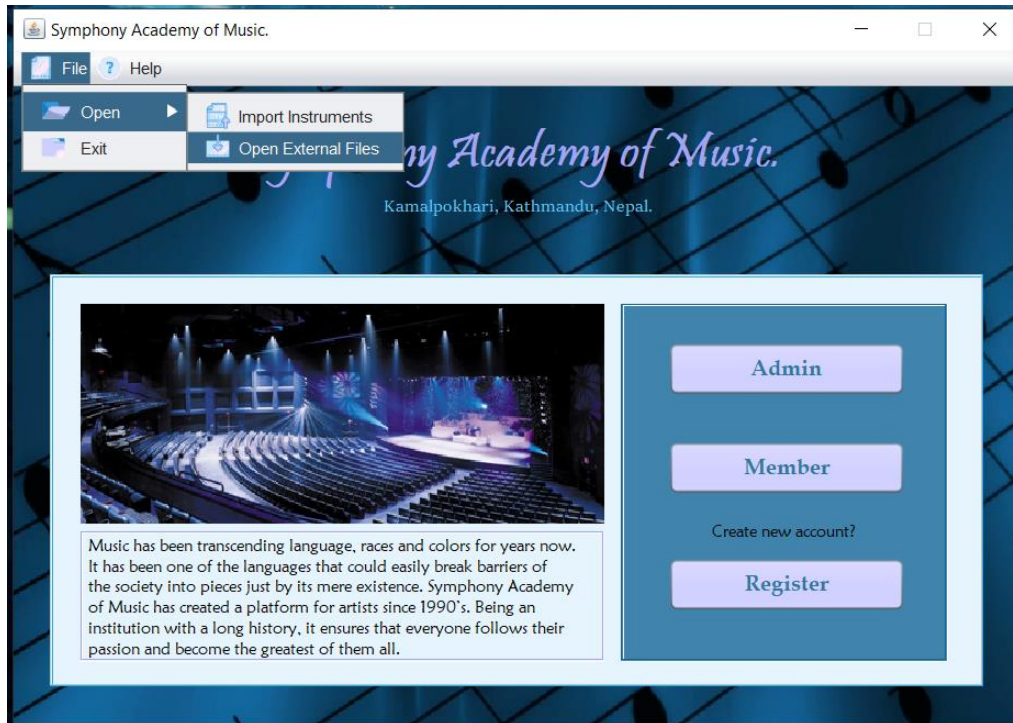 Symphony Academy of Music.
File Help
Open Import Instruments
Exit Open External Files
ny Academy of Music.
Kamalpokhari, Kathmandu, Nepal.
Admin
Member
Create new account?
Register
Music has been transcending language, races and colors for years now.
It has been one of the languages that could easily break barriers of
the society into pieces just by its mere existence. Symphony Academy
of Music has created a platform for artists since 1990's. Being an
institution with a long history, it ensures that everyone follows their
passion and become the greatest of them all.